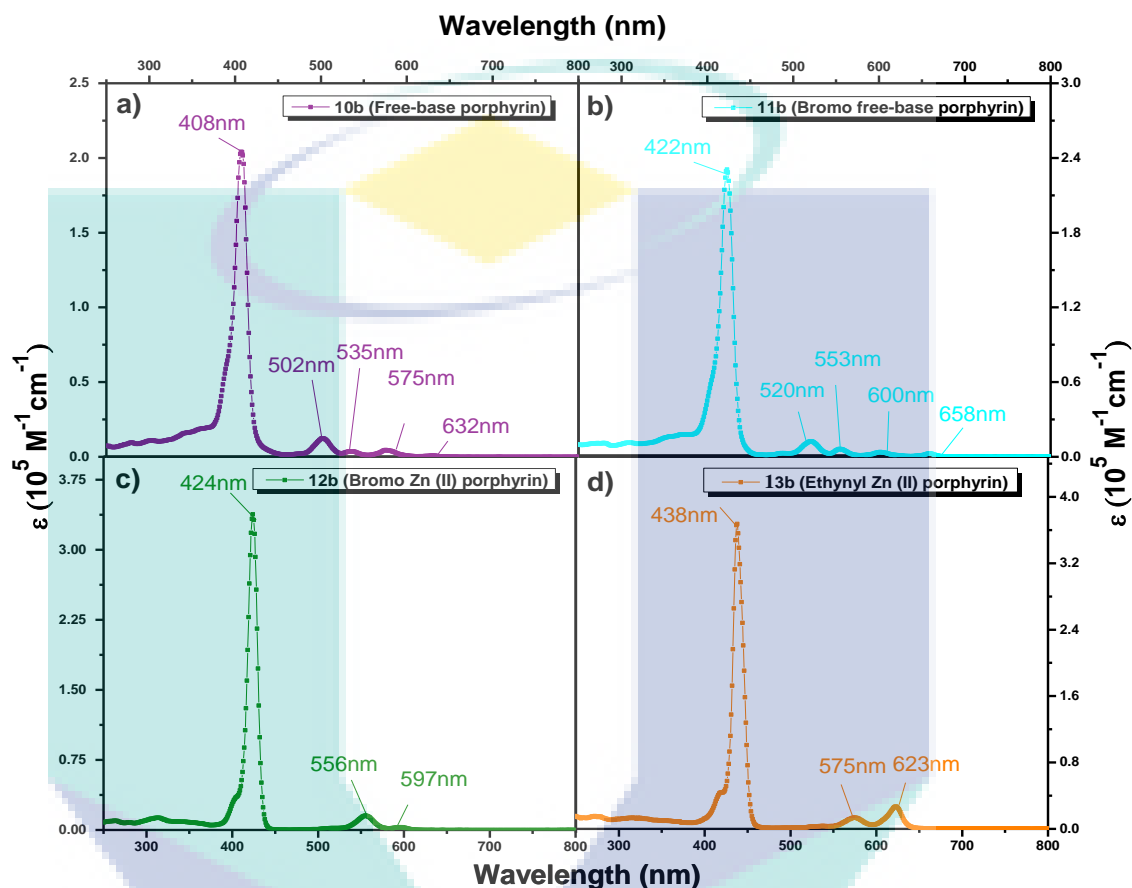 Wavelength (nm)
300 400 500 600 700 800 300 400 500 600 700 800
a) 10b (Free-base porphyrin)
408nm
502nm
535nm
575nm
632nm
2.5
2.0
1.5
1.0
0.5
0.0
b) 11b (Bromo free-base porphyrin)
422nm
520nm
553nm
600nm
658nm
3.0
2.4
1.8
1.2
0.6
0.0
c) 12b (Bromo Zn (II) porphyrin)
424nm
556nm
597nm
3.75
3.00
2.25
1.50
0.75
0.00
d) 13b (Ethynyl Zn (II) porphyrin)
438nm
575nm
623nm
4.0
3.2
2.4
1.6
0.8
0.0
ε (10⁵ M⁻¹cm⁻¹)
ε (10⁵ M⁻¹cm⁻¹)
300 400 500 600 700 800 300 400 500 600 700 800
Wavelength (nm)